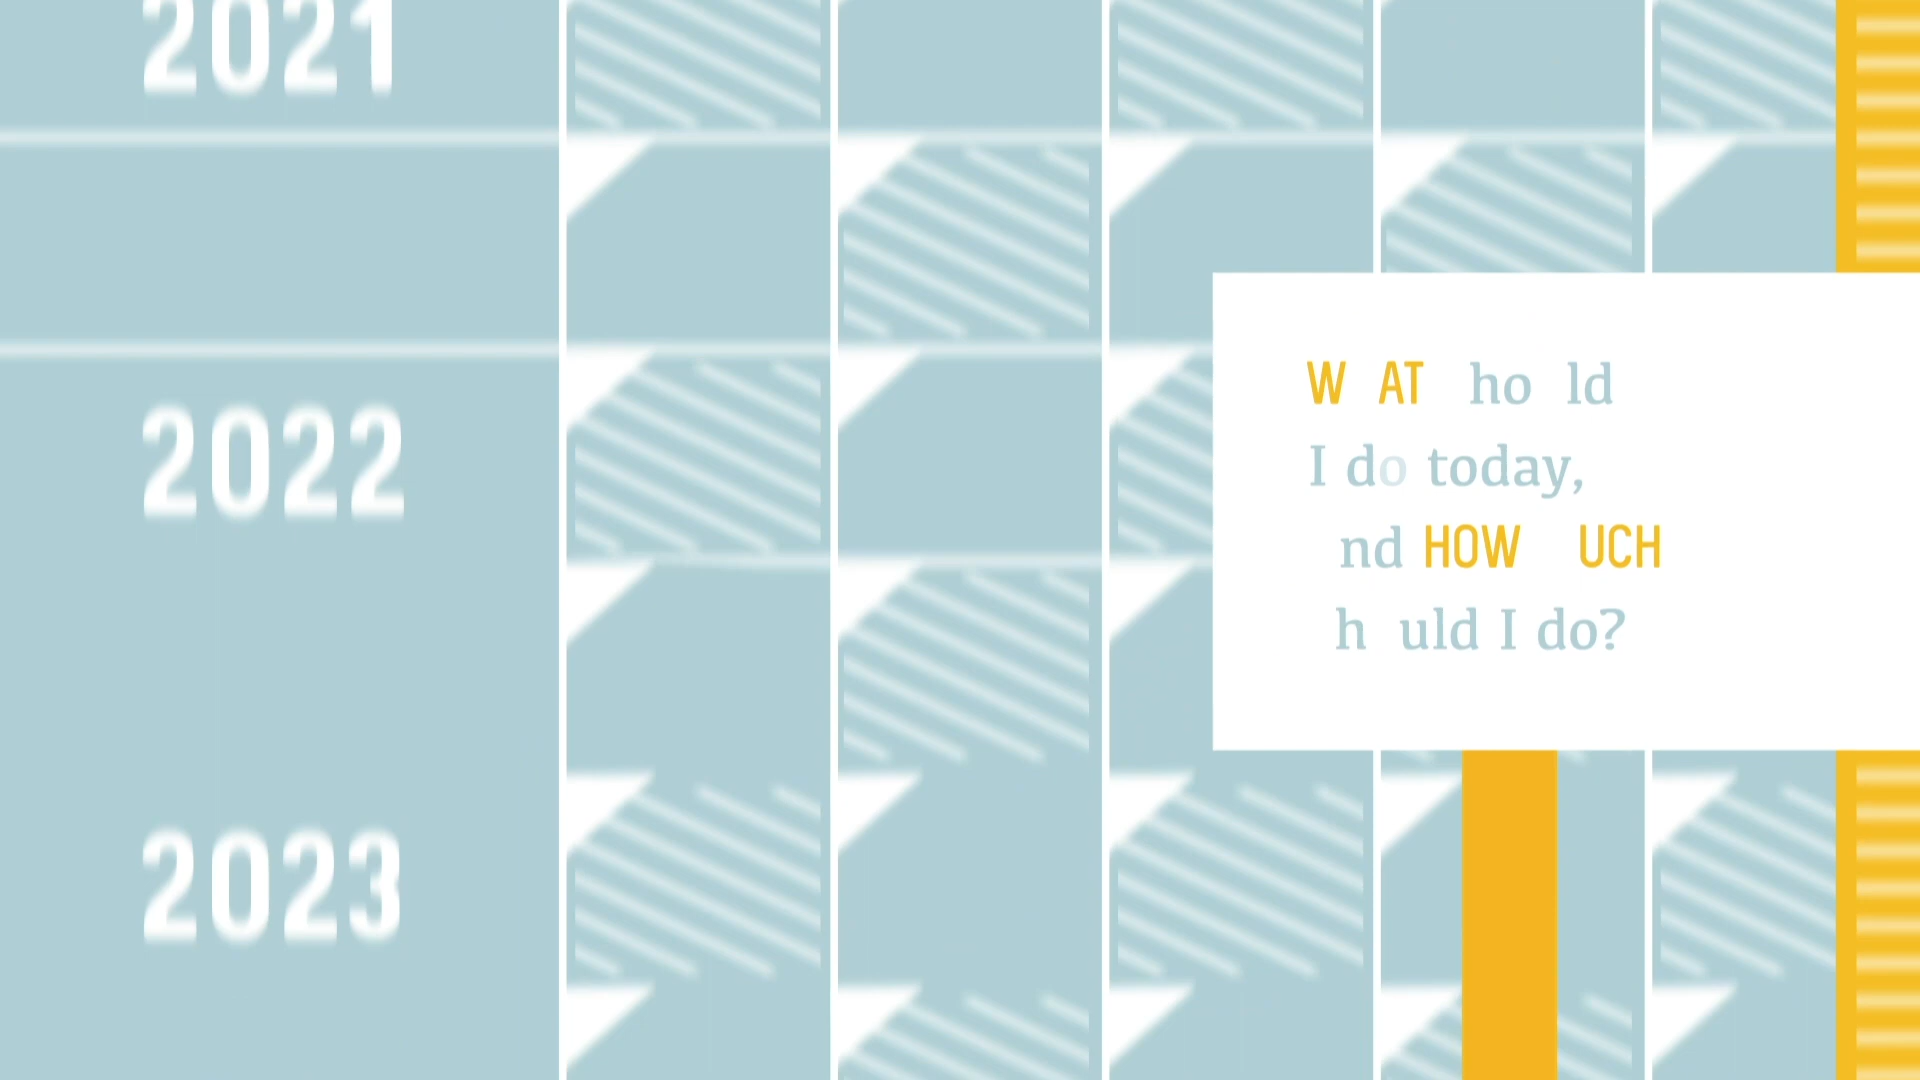 2021
2022
2023
W AT ho ld
I do today,
nd HOW UCH
h uld I do?